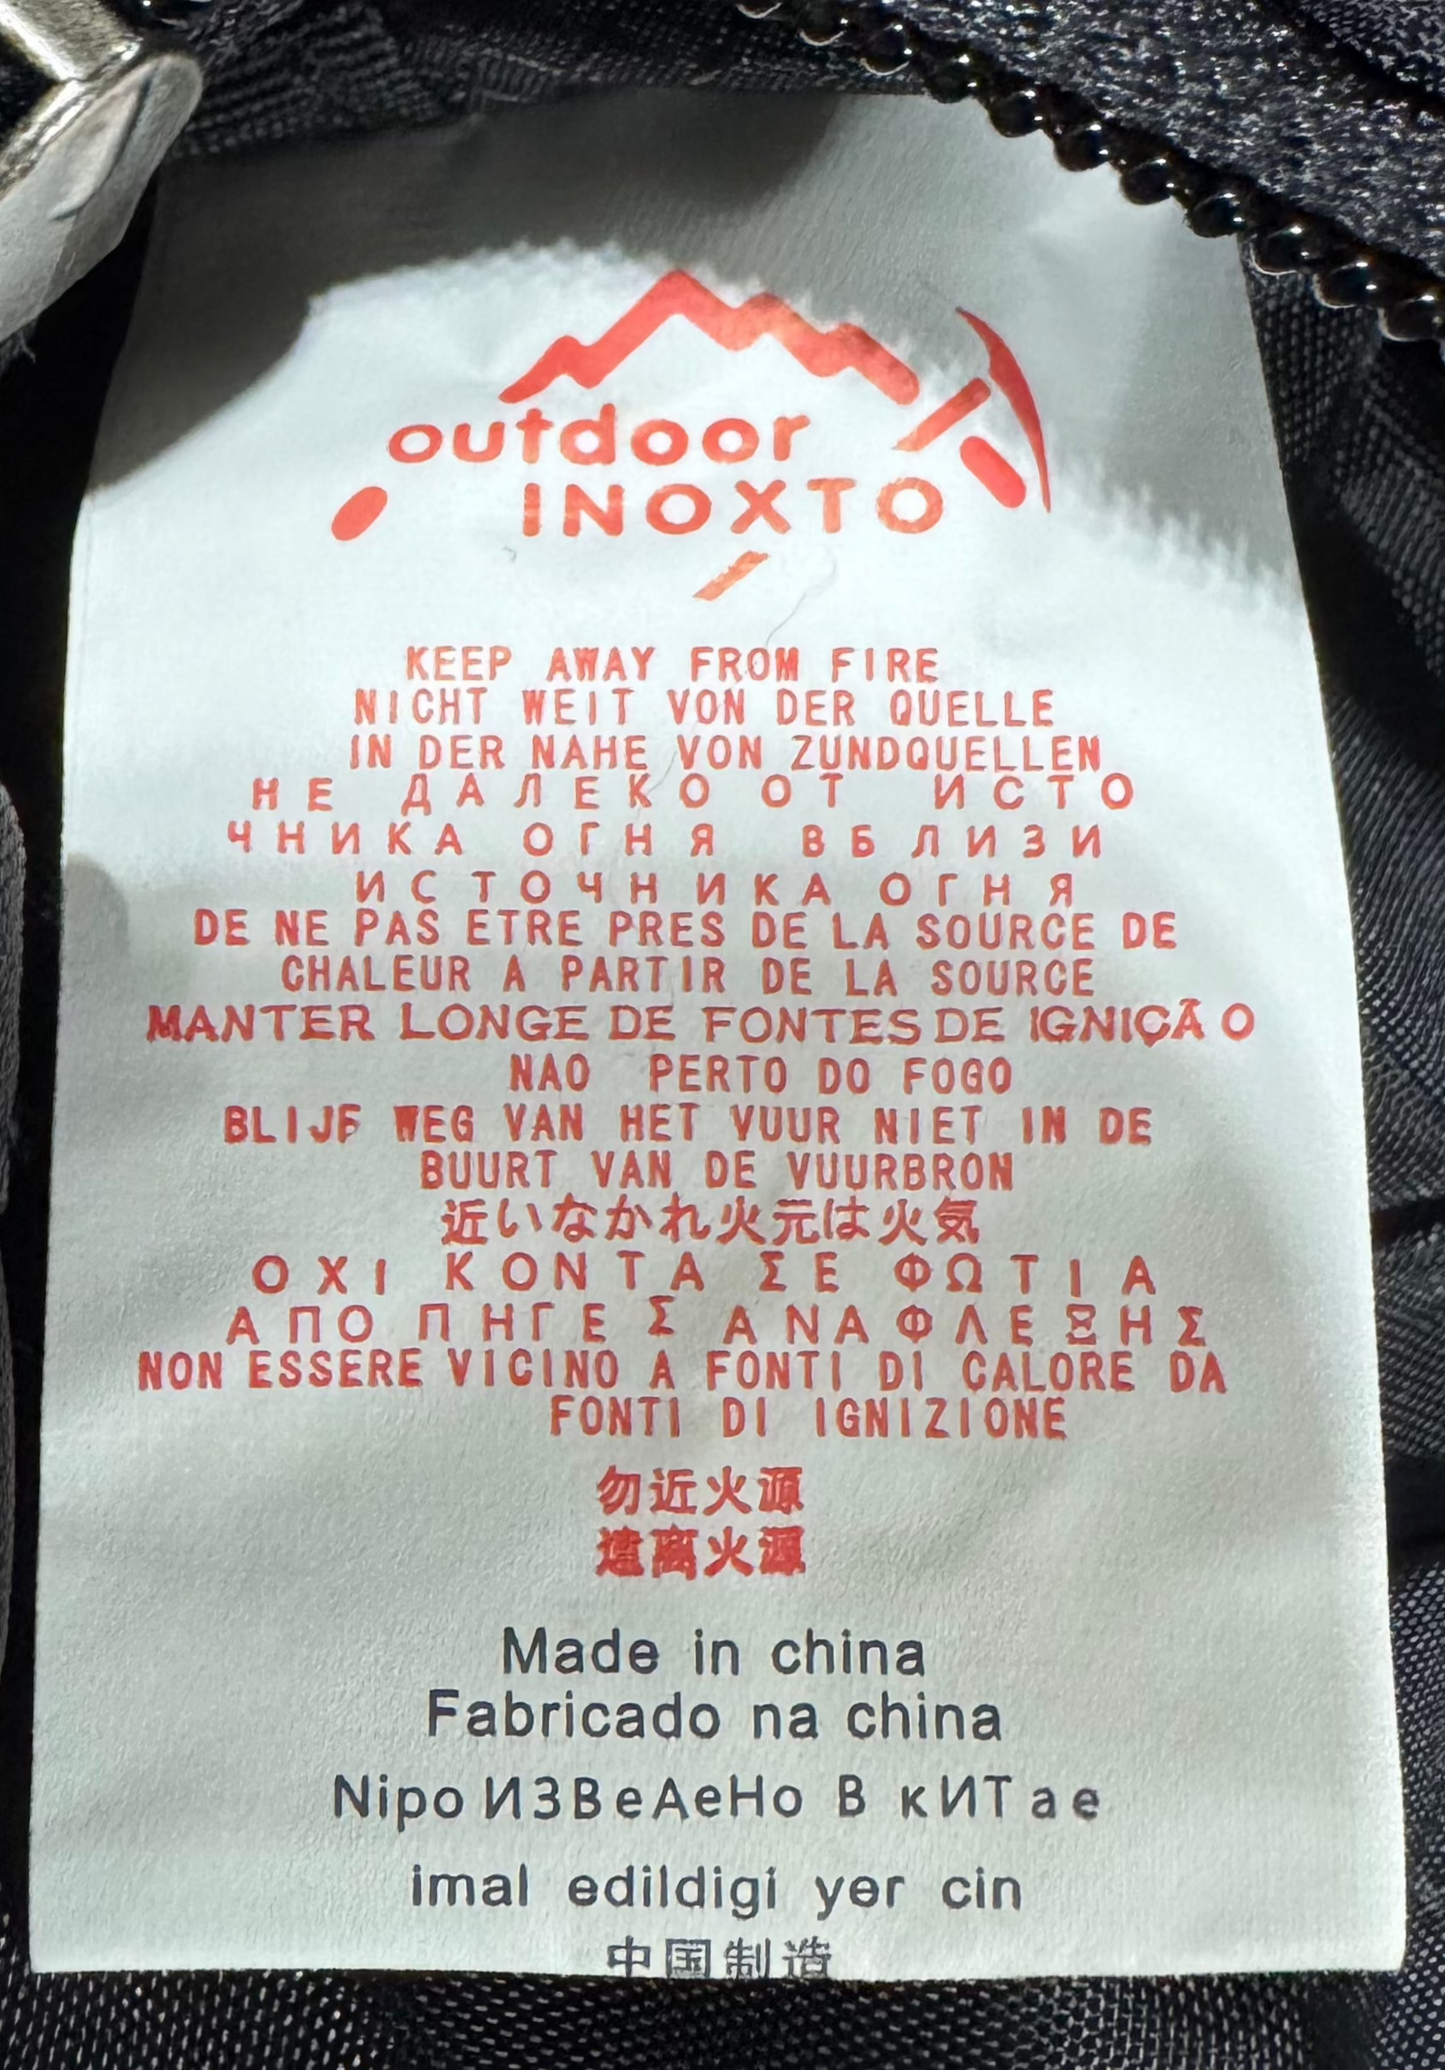 outdoor
INOXTO
KEEP AWAY FROM FIRE
NICHT WEIT VON DER QUELLE
IN DER NAHE VON ZUNDQUELLEN
НЕ ДАЛЕКО ОТ ИСТО
ЧНИКА ОГНЯ ВБЛИЗИ
ИСТОЧНИКА ОГНЯ
DE NE PAS ETRE PRES DE LA SOURCE DE
CHALEUR A PARTIR DE LA SOURCE
MANTER LONGE DE FONTES DE IGNIÇÃO
NAO PERTO DO FOGO
BLIJF WEG VAN HET VUUR NIET IN DE
BUURT VAN DE VUURBRON
近いなかれ火元は火気
ΟΧΙ ΚΟΝΤΑ ΣΕ ΦΩΤΙΑ
ΑΠΟ ΠΗΓΕΣ ΑΝΑΦΛΕΞΗΣ
NON ESSERE VICINO A FONTI DI CALORE DA
FONTI DI IGNIZIONE
勿近火源
遠離火源
Made in china
Fabricado na china
Nipo ИЗВеАеНо В кИТае
imal edildigi yer cin
中国制造